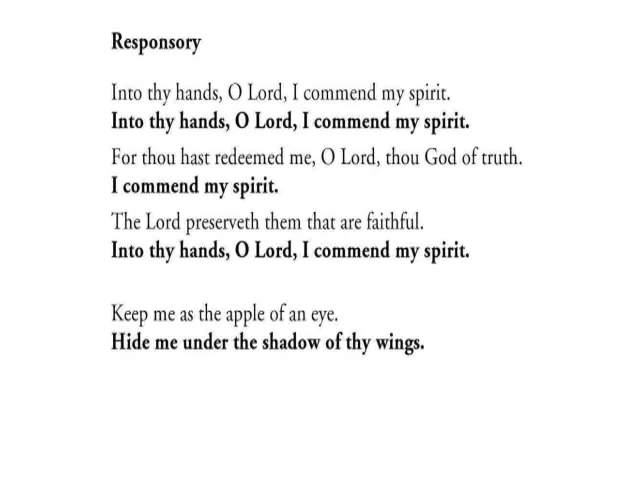 Responsory
Into thy hands, O Lord, I commend my spirit.
Into thy hands, O Lord, I commend my spirit.
For thou hast redeemed me, O Lord, thou God of truth.
I commend my spirit.
The Lord preserveth them that are faithful.
Into thy hands, O Lord, I commend my spirit.
Keep me as the apple of an eye.
Hide me under the shadow of thy wings.